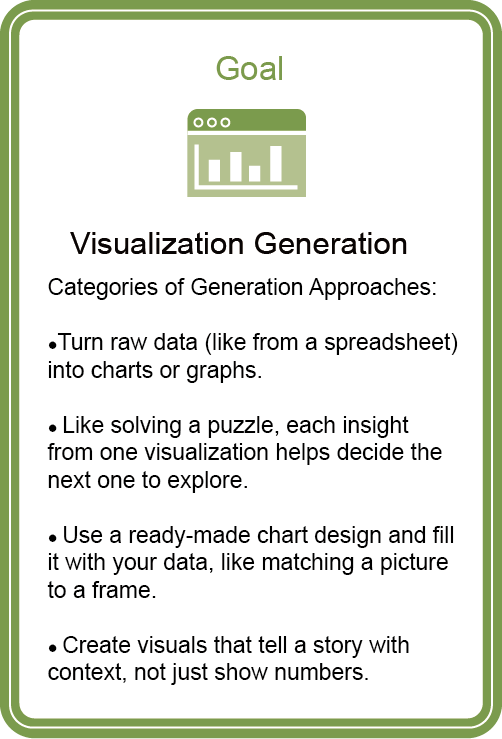 Goal
Visualization Generation
Categories of Generation Approaches:
●Turn raw data (like from a spreadsheet)
into charts or graphs.
● Like solving a puzzle, each insight
from one visualization helps decide the
next one to explore.
● Use a ready-made chart design and fill
it with your data, like matching a picture
to a frame.
● Create visuals that tell a story with
context, not just show numbers.